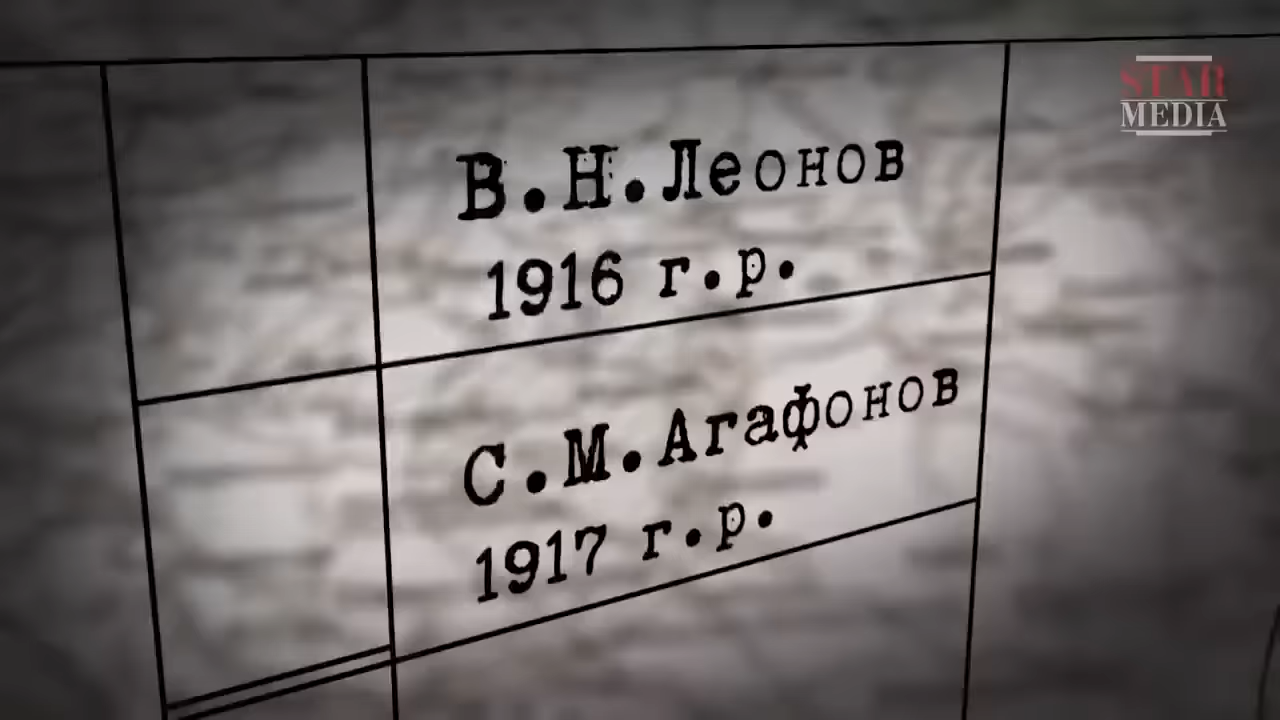 STAR
MEDIA
В.Н.Леонов
1916 г.р.
С.М.Агафонов
1917 г.р.